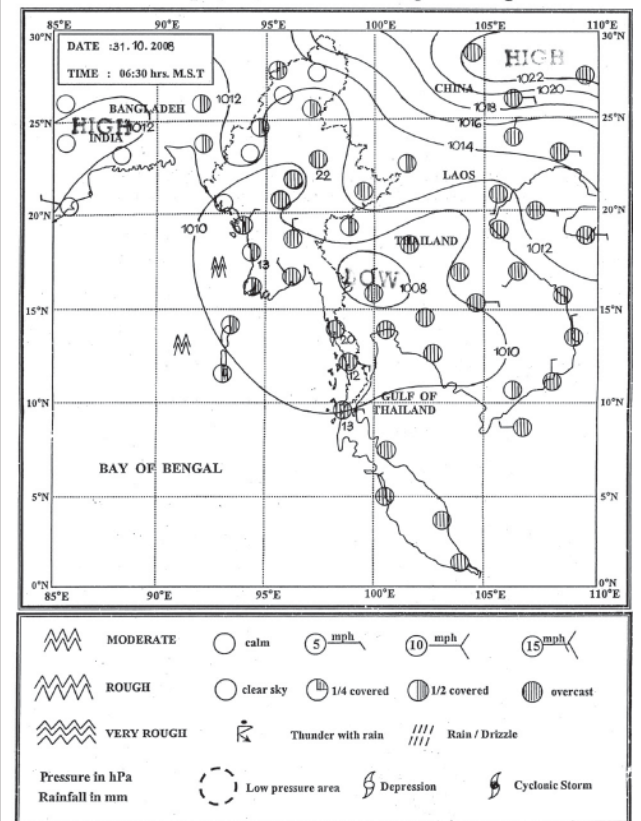 85°E 90°E 95°E 100°E 105°E 110°E
30°N 30°N
DATE :31.10.2008
TIME : 06:30 hrs. M.S.T
HIGH
1022
CHINA 1020
1012 1018
BANGLADEH 1016
HIGH 1012
25°N 25°N
INDIA 1014
22 LAOS
20°N 20°N
1010 THAILAND 1012
13
LOW 1008
15°N 15°N
20 1010
12
10°N 10°N
GULF OF
THAILAND
13
BAY OF BENGAL
5°N 5°N
0°N 0°N
85°E 90°E 95°E 100°E 105°E 110°E
MODERATE calm 5 mph 10 mph 15 mph
ROUGH clear sky 1/4 covered 1/2 covered overcast
VERY ROUGH Thunder with rain Rain / Drizzle
Pressure in hPa
Rainfall in mm
Low pressure area Depression Cyclonic Storm